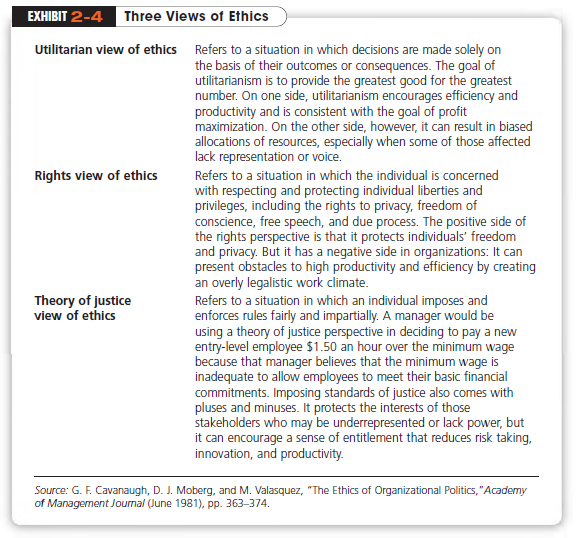 EXHIBIT 2-4 Three Views of Ethics
Utilitarian view of ethics Refers to a situation in which decisions are made solely on
the basis of their outcomes or consequences. The goal of
utilitarianism is to provide the greatest good for the greatest
number. On one side, utilitarianism encourages efficiency and
productivity and is consistent with the goal of profit
maximization. On the other side, however, it can result in biased
allocations of resources, especially when some of those affected
lack representation or voice.
Rights view of ethics Refers to a situation in which the individual is concerned
with respecting and protecting individual liberties and
privileges, including the rights to privacy, freedom of
conscience, free speech, and due process. The positive side of
the rights perspective is that it protects individuals' freedom
and privacy. But it has a negative side in organizations: It can
present obstacles to high productivity and efficiency by creating
an overly legalistic work climate.
Theory of justice Refers to a situation in which an individual imposes and
view of ethics enforces rules fairly and impartially. A manager would be
using a theory of justice perspective in deciding to pay a new
entry-level employee $1.50 an hour over the minimum wage
because that manager believes that the minimum wage is
inadequate to allow employees to meet their basic financial
commitments. Imposing standards of justice also comes with
pluses and minuses. It protects the interests of those
stakeholders who may be underrepresented or lack power, but
it can encourage a sense of entitlement that reduces risk taking,
innovation, and productivity.
Source: G. F. Cavanaugh, D. J. Moberg, and M. Valasquez, "The Ethics of Organizational Politics,"Academy
of Management Journal (June 1981), pp. 363–374.